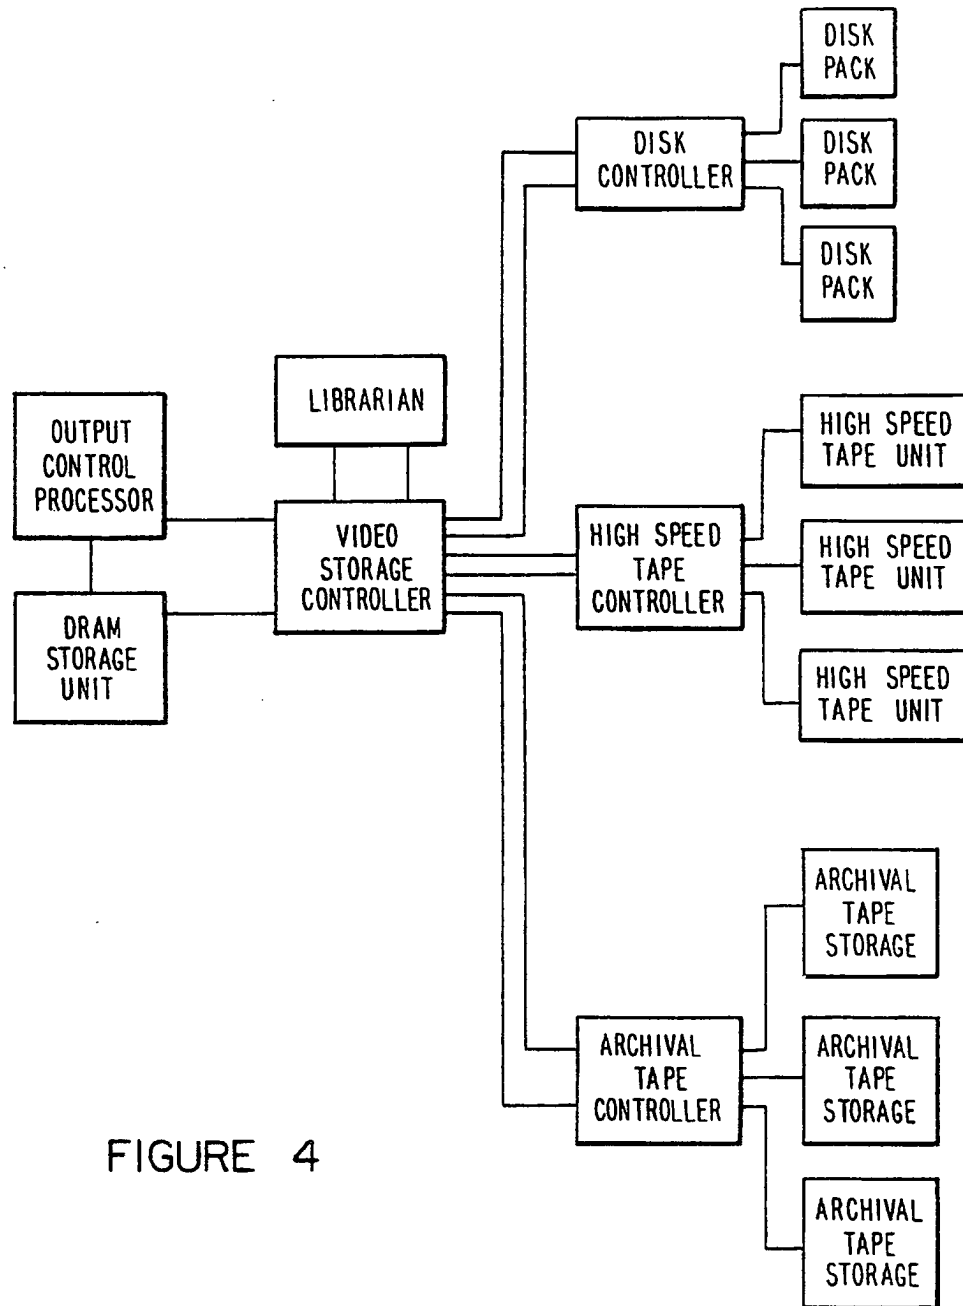 DISK
PACK
DISK
CONTROLLER
DISK
PACK
DISK
PACK
LIBRARIAN
OUTPUT
CONTROL
PROCESSOR
HIGH SPEED
TAPE UNIT
VIDEO
STORAGE
CONTROLLER
HIGH SPEED
TAPE
CONTROLLER
HIGH SPEED
TAPE UNIT
DRAM
STORAGE
UNIT
HIGH SPEED
TAPE UNIT
ARCHIVAL
TAPE
STORAGE
ARCHIVAL
TAPE
CONTROLLER
ARCHIVAL
TAPE
STORAGE
ARCHIVAL
TAPE
STORAGE
FIGURE 4